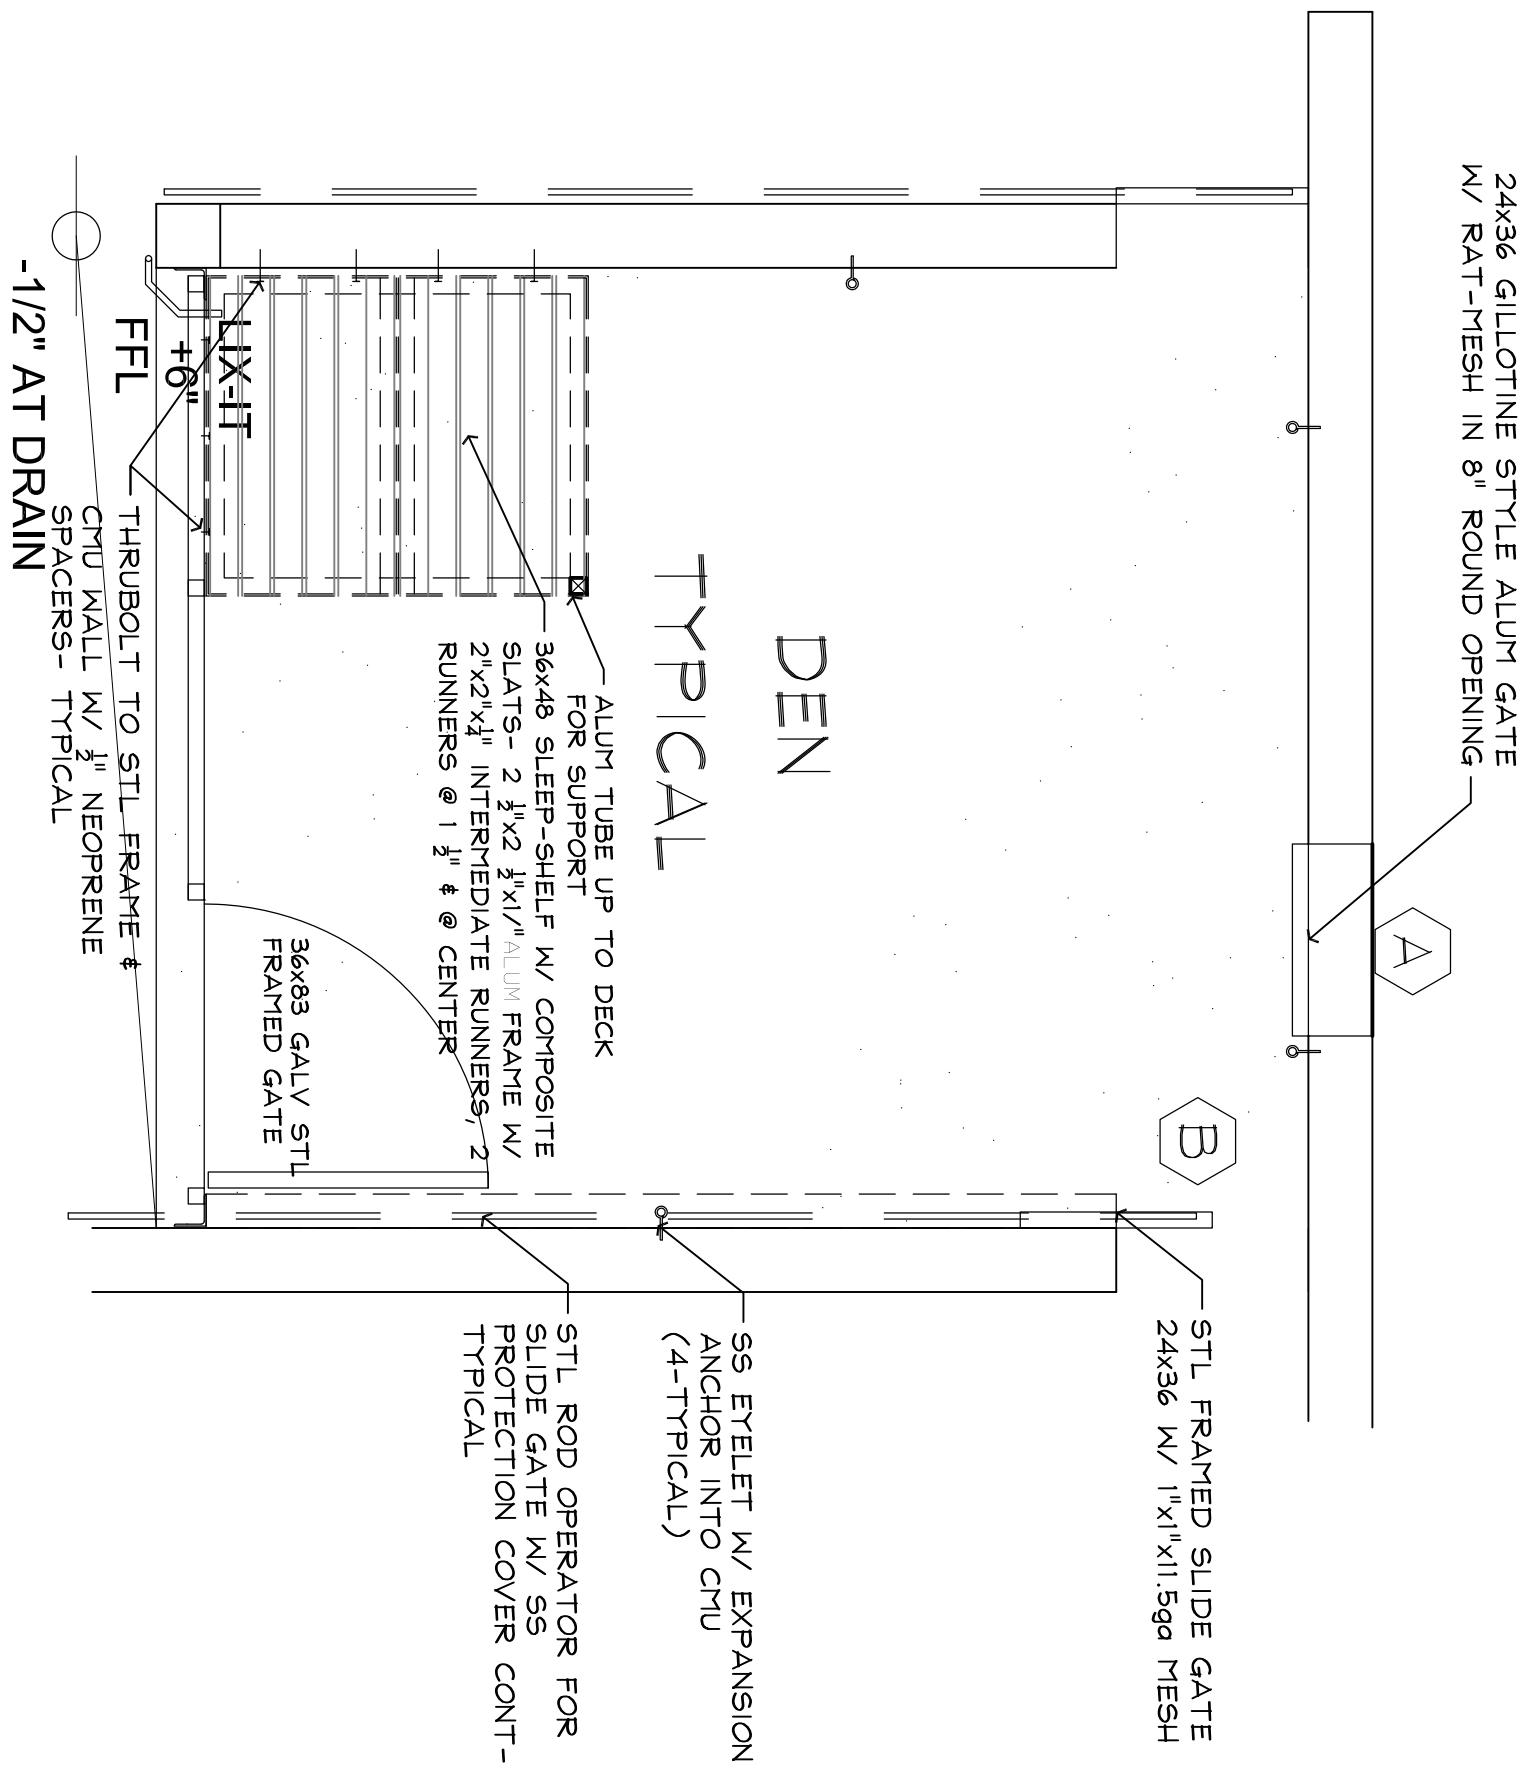 24x36 GILLOTINE STYLE ALUM GATE
W/ RAT-MESH IN 8" ROUND OPENING
A
B
STL FRAMED SLIDE GATE
24x36 W/ 1"x1"x11.5ga MESH
DEN
TYPICAL
SS EYELET W/ EXPANSION
ANCHOR INTO CMU
(4-TYPICAL)
ALUM TUBE UP TO DECK
FOR SUPPORT
36x48 SLEEP-SHELF W/ COMPOSITE
SLATS- 2 1/2"x2 1/2"x1/" ALUM FRAME W/
2"x2"x1/4" INTERMEDIATE RUNNERS, 2
RUNNERS @ 1 1/2" & @ CENTER
STL ROD OPERATOR FOR
SLIDE GATE W/ SS
PROTECTION COVER CONT-
TYPICAL
36x83 GALV STL
FRAMED GATE
LIX-IT
+6"
FFL
THRUBOLT TO STL FRAME &
CMU WALL W/ 1/2" NEOPRENE
SPACERS- TYPICAL
-1/2" AT DRAIN